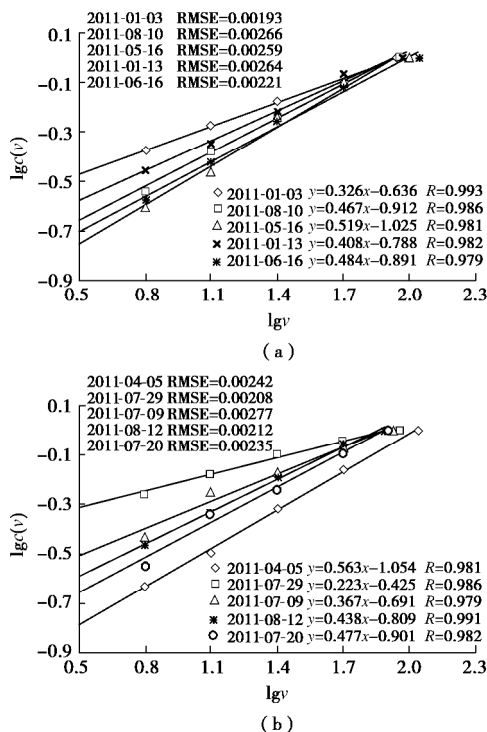 2011-01-03 RMSE=0.00193
2011-08-10 RMSE=0.00266
2011-05-16 RMSE=0.00259
2011-01-13 RMSE=0.00264
2011-06-16 RMSE=0.00221
0.1
-0.1
-0.3
-0.5
-0.7
-0.9
lgc(v)
2011-01-03 y=0.326x-0.636 R=0.993
2011-08-10 y=0.467x-0.912 R=0.986
2011-05-16 y=0.519x-1.025 R=0.981
2011-01-13 y=0.408x-0.788 R=0.982
2011-06-16 y=0.484x-0.891 R=0.979
0.5 0.8 1.1 1.4 1.7 2.0 2.3
lgv
(a)
2011-04-05 RMSE=0.00242
2011-07-29 RMSE=0.00208
2011-07-09 RMSE=0.00277
2011-08-12 RMSE=0.00212
2011-07-20 RMSE=0.00235
0.1
-0.1
-0.3
-0.5
-0.7
-0.9
lgc(v)
2011-04-05 y=0.563x-1.054 R=0.981
2011-07-29 y=0.223x-0.425 R=0.986
2011-07-09 y=0.367x-0.691 R=0.979
2011-08-12 y=0.438x-0.809 R=0.991
2011-07-20 y=0.477x-0.901 R=0.982
0.5 0.8 1.1 1.4 1.7 2.0 2.3
lgv
(b)